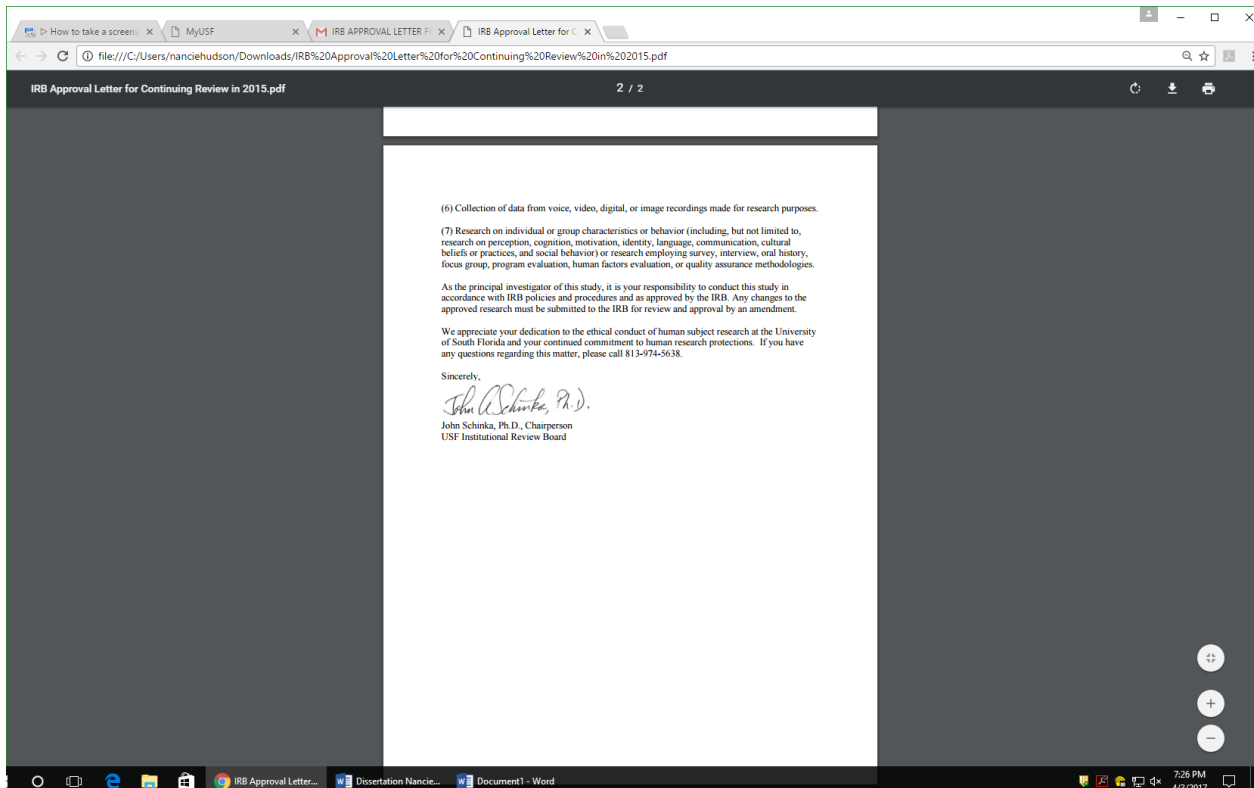 ▷ How to take a screens
MyUSF
IRB APPROVAL LETTER F
IRB Approval Letter for C
file:///C:/Users/nanciehudson/Downloads/IRB%20Approval%20Letter%20for%20Continuing%20Review%20in%202015.pdf
IRB Approval Letter for Continuing Review in 2015.pdf
2 / 2
(6) Collection of data from voice, video, digital, or image recordings made for research purposes.
(7) Research on individual or group characteristics or behavior (including, but not limited to,
research on perception, cognition, motivation, identity, language, communication, cultural
beliefs or practices, and social behavior) or research employing survey, interview, oral history,
focus group, program evaluation, human factors evaluation, or quality assurance methodologies.
As the principal investigator of this study, it is your responsibility to conduct this study in
accordance with IRB policies and procedures and as approved by the IRB. Any changes to the
approved research must be submitted to the IRB for review and approval by an amendment.
We appreciate your dedication to the ethical conduct of human subject research at the University
of South Florida and your continued commitment to human research protections.  If you have
any questions regarding this matter, please call 813-974-5638.
Sincerely,
John A Schinka, Ph.D.
John Schinka, Ph.D., Chairperson
USF Institutional Review Board
IRB Approval Letter...
Dissertation Nancie...
Document1 - Word
7:26 PM
4/3/2017